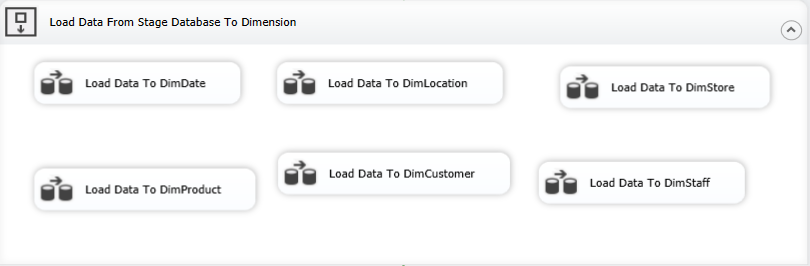 Load Data From Stage Database To Dimension
Load Data To DimDate
Load Data To DimLocation
Load Data To DimStore
Load Data To DimProduct
Load Data To DimCustomer
Load Data To DimStaff